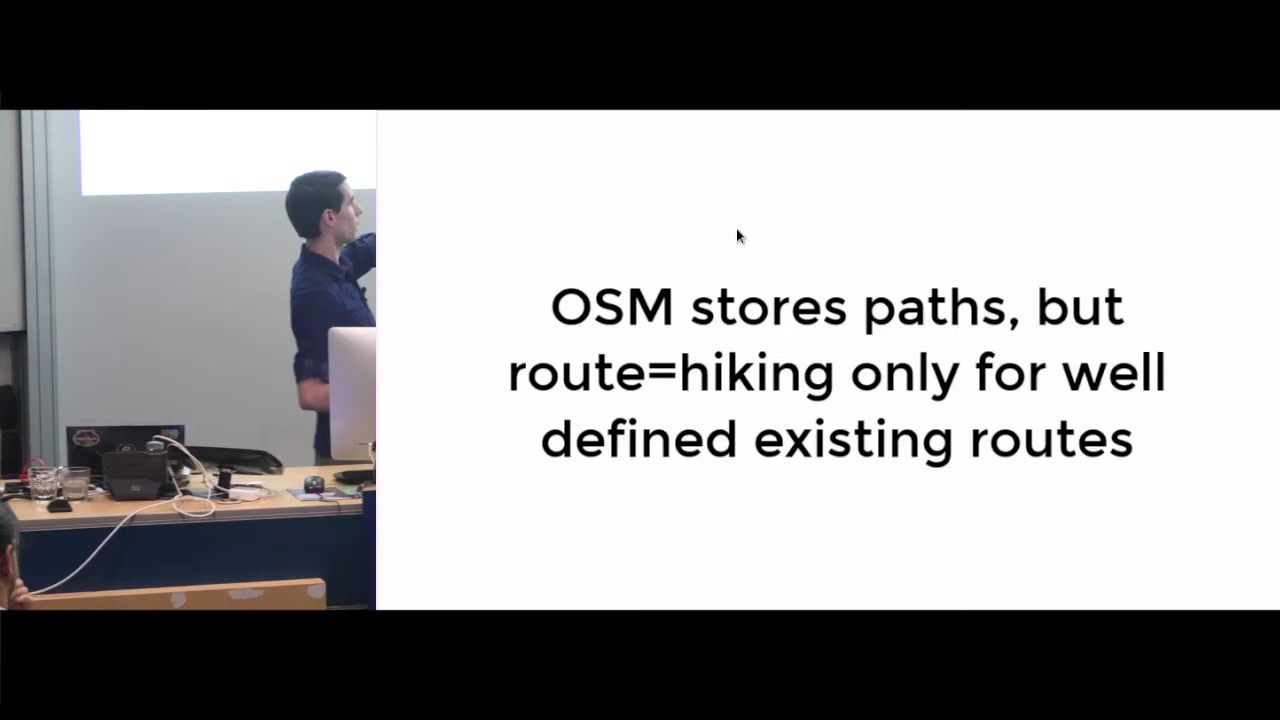 OSM stores paths, but
route=hiking only for well
defined existing routes